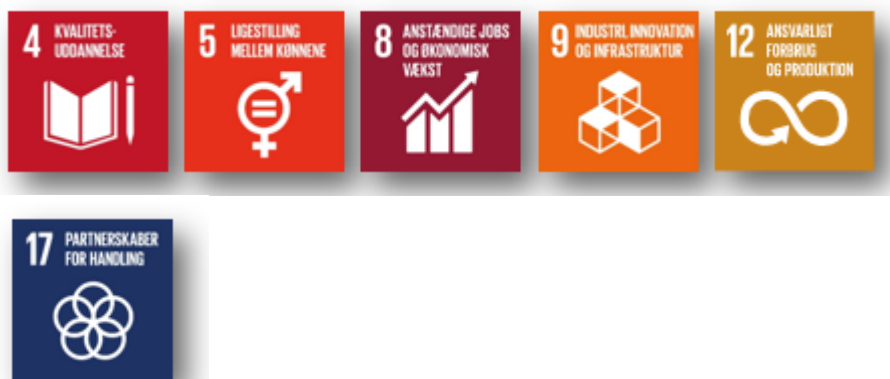 4 KVALITETS-
UDDANNELSE
5 LIGESTILLING
MELLEM KØNNENE
8 ANSTÆNDIGE JOBS
OG ØKONOMISK
VÆKST
9 INDUSTRI, INNOVATION
OG INFRASTRUKTUR
12 ANSVARLIGT
FORBRUG
OG PRODUKTION
17 PARTNERSKABER
FOR HANDLING